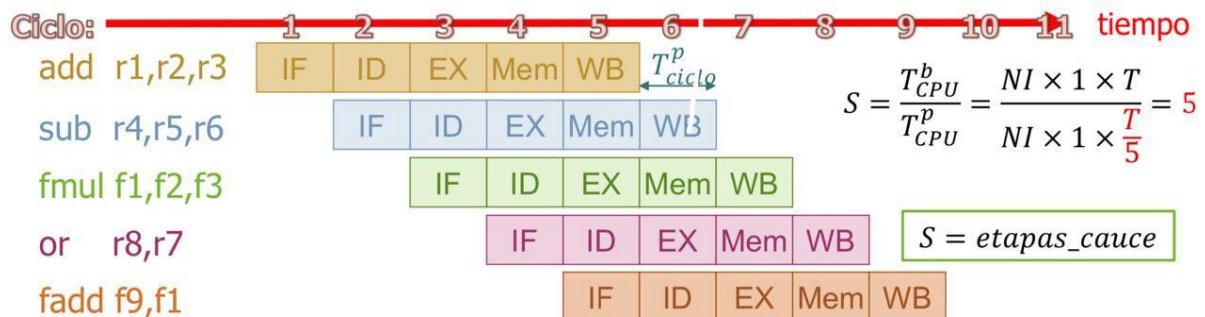 Ciclo: 1 2 3 4 5 6 7 8 9 10 11 tiempo
add r1,r2,r3 IF ID EX Mem WB T^p_ciclo
sub r4,r5,r6 IF ID EX Mem WB
S = T^b_CPU / T^p_CPU = NI × 1 × T / NI × 1 × T/5 = 5
fmul f1,f2,f3 IF ID EX Mem WB
or r8,r7 IF ID EX Mem WB
S = etapas_cauce
fadd f9,f1 IF ID EX Mem WB